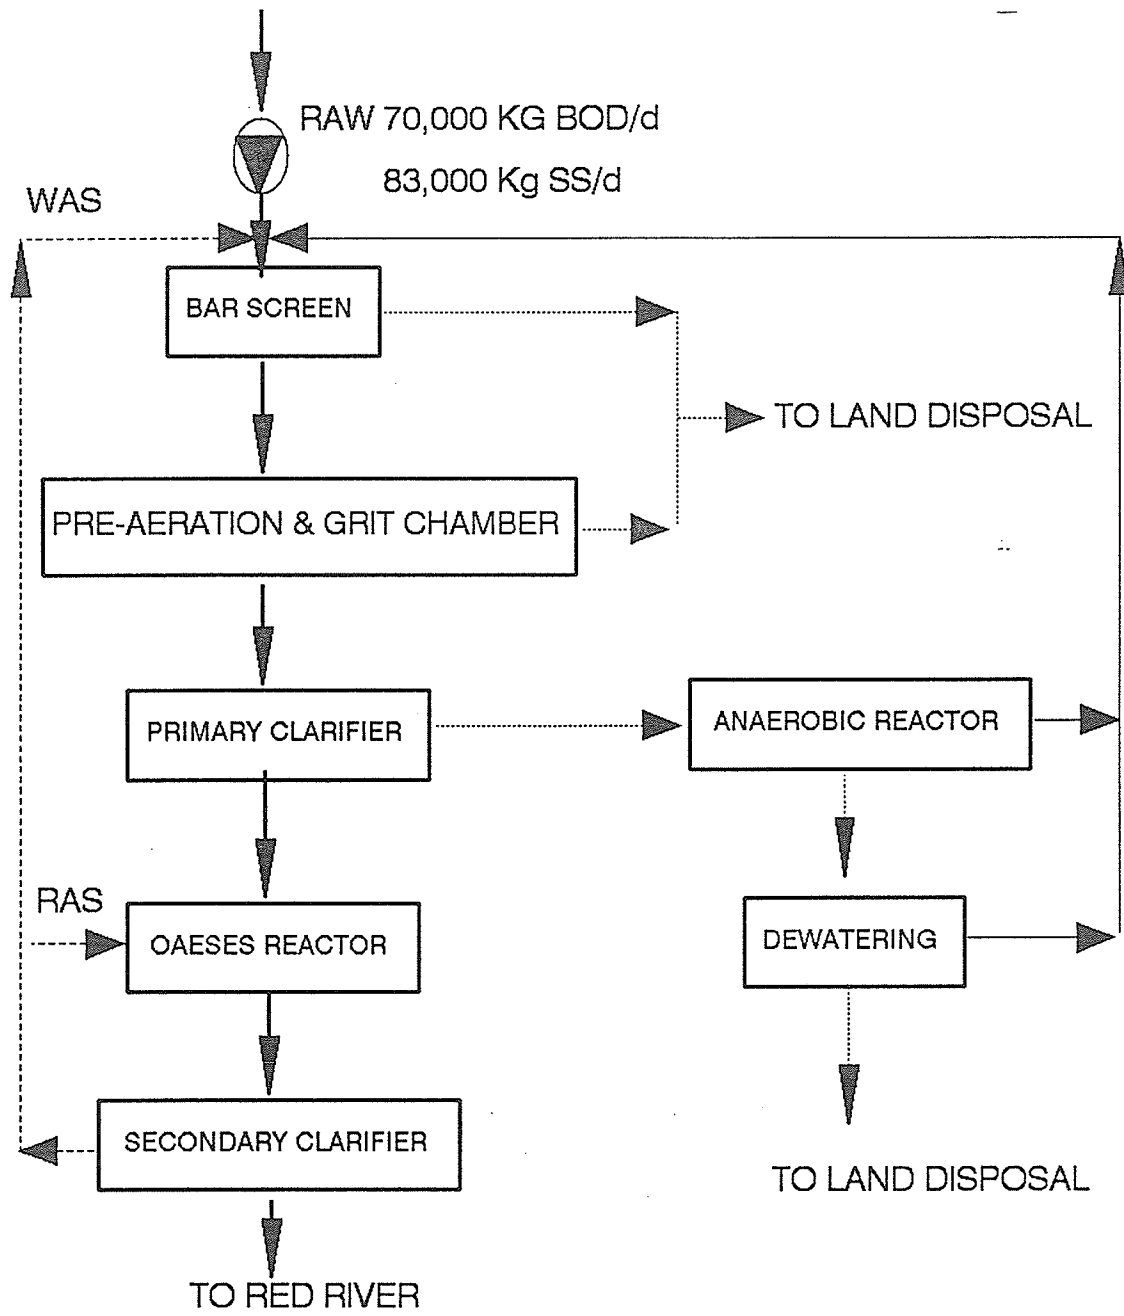 RAW 70,000 KG BOD/d
83,000 Kg SS/d
WAS
BAR SCREEN
TO LAND DISPOSAL
PRE-AERATION & GRIT CHAMBER
PRIMARY CLARIFIER
ANAEROBIC REACTOR
RAS
OAESES REACTOR
DEWATERING
SECONDARY CLARIFIER
TO LAND DISPOSAL
TO RED RIVER